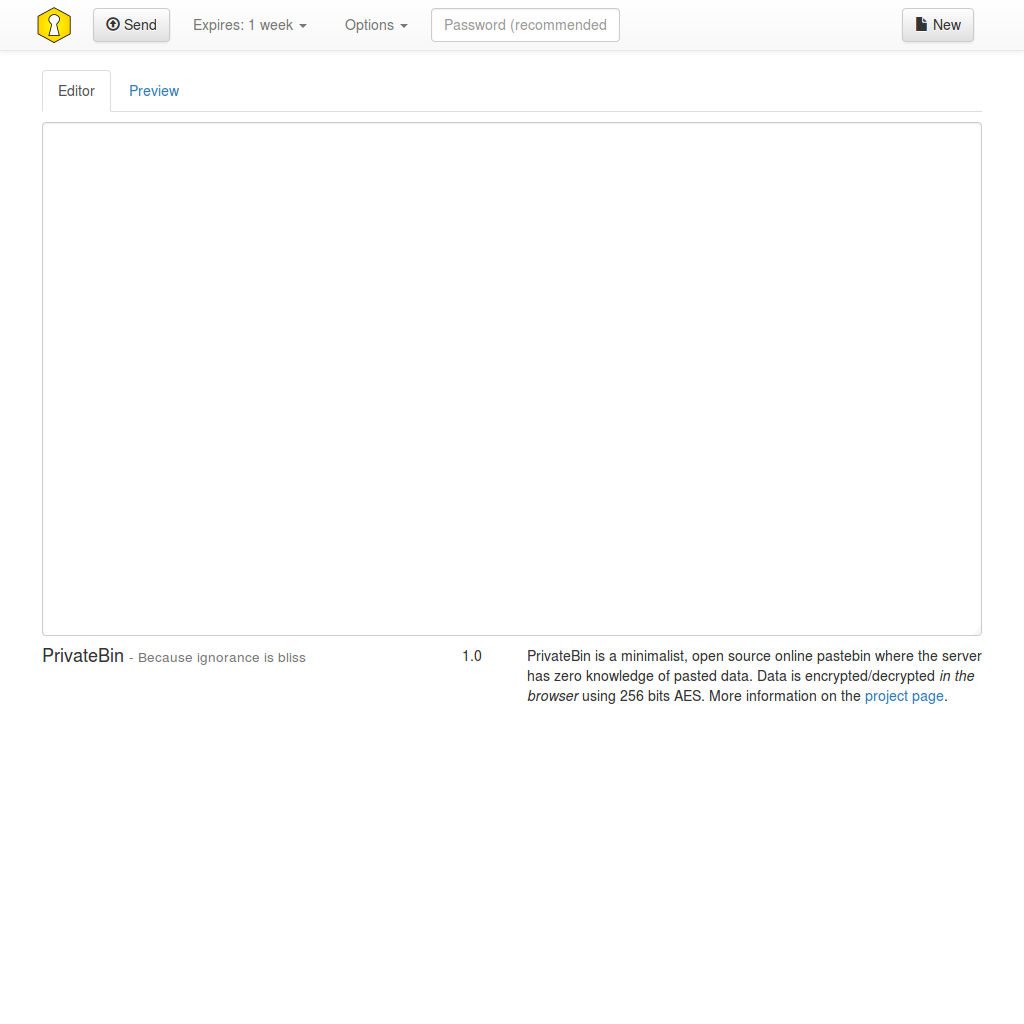 Send Expires: 1 week Options Password (recommended New
Editor Preview
PrivateBin - Because ignorance is bliss
1.0
PrivateBin is a minimalist, open source online pastebin where the server
has zero knowledge of pasted data. Data is encrypted/decrypted in the
browser using 256 bits AES. More information on the project page.